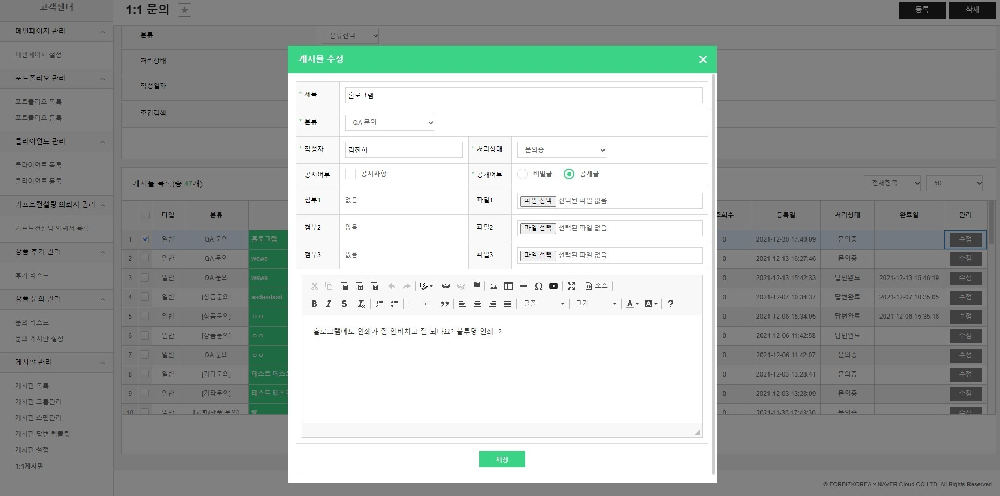 고객센터
메인페이지 관리
메인페이지 설정
포트폴리오 관리
포트폴리오 목록
포트폴리오 등록
클라이언트 관리
클라이언트 목록
클라이언트 등록
기프트컨설팅 의뢰서 관리
기프트컨설팅 의뢰서 목록
상품 후기 관리
후기 리스트
상품 문의 관리
문의 리스트
문의 게시판 설정
게시판 관리
게시판 목록
게시판 그룹관리
게시판 스팸관리
게시판 답변 템플릿
게시판 설정
1:1게시판
1:1 문의
등록 삭제
분류 분류선택
처리상태
작성일자
조건검색
게시물 목록(총 47개)
전체항목 50
타입 분류 조회수 등록일 처리상태 완료일 관리
1 일반 QA 문의 홀로그램 0 2021-12-30 17:40:09 문의중 수정
2 일반 QA 문의 wewe 0 2021-12-13 16:27:46 문의중 수정
3 일반 QA 문의 wewe 0 2021-12-13 15:42:33 답변완료 2021-12-13 15:46:19 수정
4 일반 [상품문의] asdasdasd 0 2021-12-07 10:34:37 답변완료 2021-12-07 10:35:05 수정
5 일반 [상품문의] ㅇㅇ 0 2021-12-06 15:34:05 답변완료 2021-12-06 15:35:16 수정
6 일반 [상품문의] ㅇㅇ 0 2021-12-06 11:42:58 답변완료 수정
7 일반 QA 문의 ㅇㅇ 0 2021-12-06 11:42:07 문의중 수정
8 일반 [기타문의] 테스트 테스트 0 2021-12-03 13:28:41 문의중 수정
9 일반 [기타문의] 테스트 테스트 0 2021-12-03 13:28:09 문의중 수정
10 일반 [교환/반품 문의] 0 2021-11-30 17:43:30 문의중 수정
게시물 수정
* 제목 홀로그램
* 분류 QA 문의
* 작성자 김진희 * 처리상태 문의중
공지여부 공지사항 * 공개여부 비밀글 공개글
첨부1 없음 파일1 파일 선택 선택된 파일 없음
첨부2 없음 파일2 파일 선택 선택된 파일 없음
첨부3 없음 파일3 파일 선택 선택된 파일 없음
소스
글꼴 크기
홀로그램에도 인쇄가 잘 안비치고 잘 되나요? 불투명 인쇄...?
저장
© FORBIZKOREA x NAVER Cloud CO.LTD. All Rights Reserved.